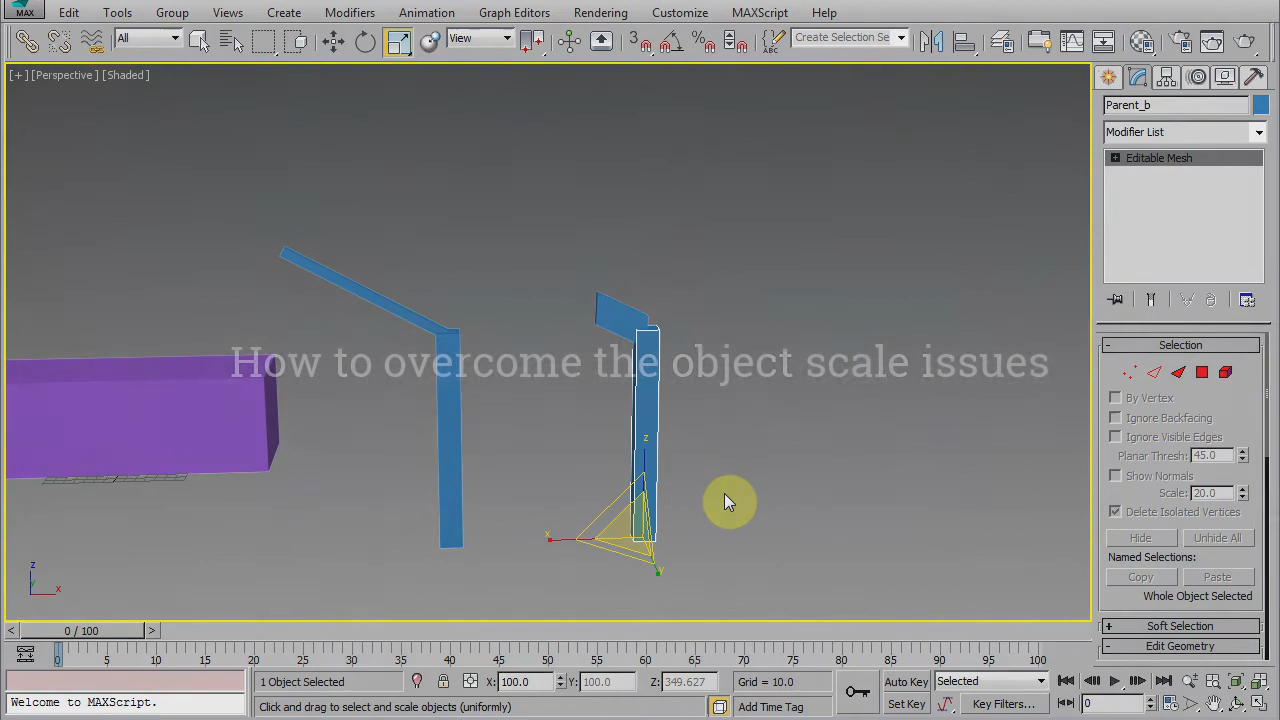 MAX Edit Tools Group Views Create Modifiers Animation Graph Editors Rendering Customize MAXScript Help
All View 3 Create Selection Se
[+] [Perspective] [Shaded]
Parent_b
Modifier List
Editable Mesh
How to overcome the object scale issues
z
x
y
z
y
x
- Selection
By Vertex
Ignore Backfacing
Ignore Visible Edges
Planar Thresh: 45.0
Show Normals
Scale: 20.0
Delete Isolated Vertices
Hide Unhide All
Named Selections:
Copy Paste
Whole Object Selected
+ Soft Selection
- Edit Geometry
< 0 / 100 >
0 5 10 15 20 25 30 35 40 45 50 55 60 65 70 75 80 85 90 95 100
1 Object Selected X: 100.0 Y: 100.0 Z: 349.627 Grid = 10.0 Auto Key Selected
Welcome to MAXScript. Click and drag to select and scale objects (uniformly) Add Time Tag Set Key Key Filters... 0